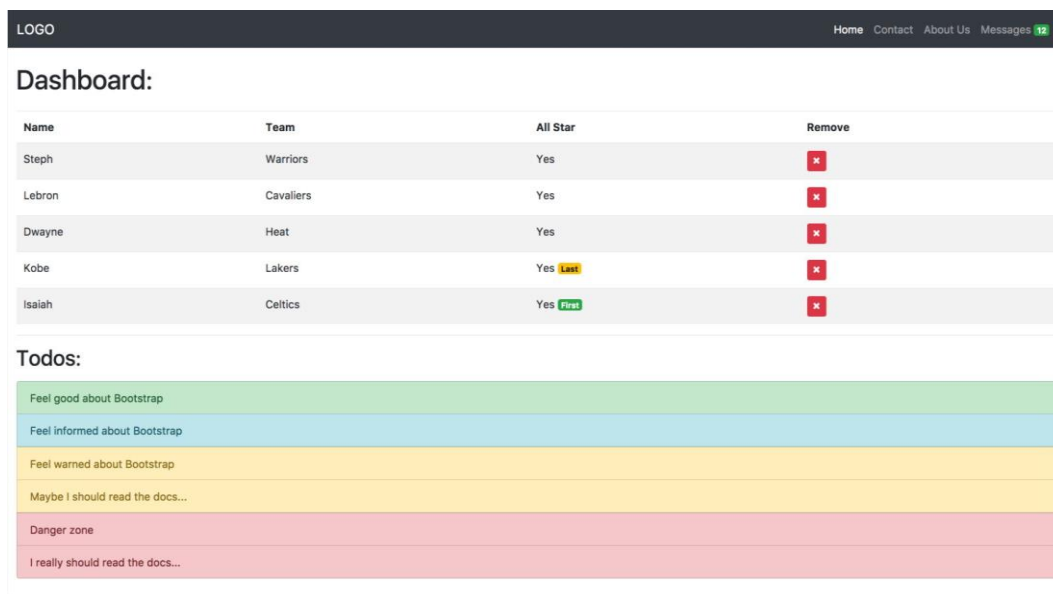 LOGO Home Contact About Us Messages 12
Dashboard:
Name Team All Star Remove
Steph Warriors Yes
Lebron Cavaliers Yes
Dwayne Heat Yes
Kobe Lakers Yes Last
Isaiah Celtics Yes First
Todos:
Feel good about Bootstrap
Feel informed about Bootstrap
Feel warned about Bootstrap
Maybe I should read the docs...
Danger zone
I really should read the docs...